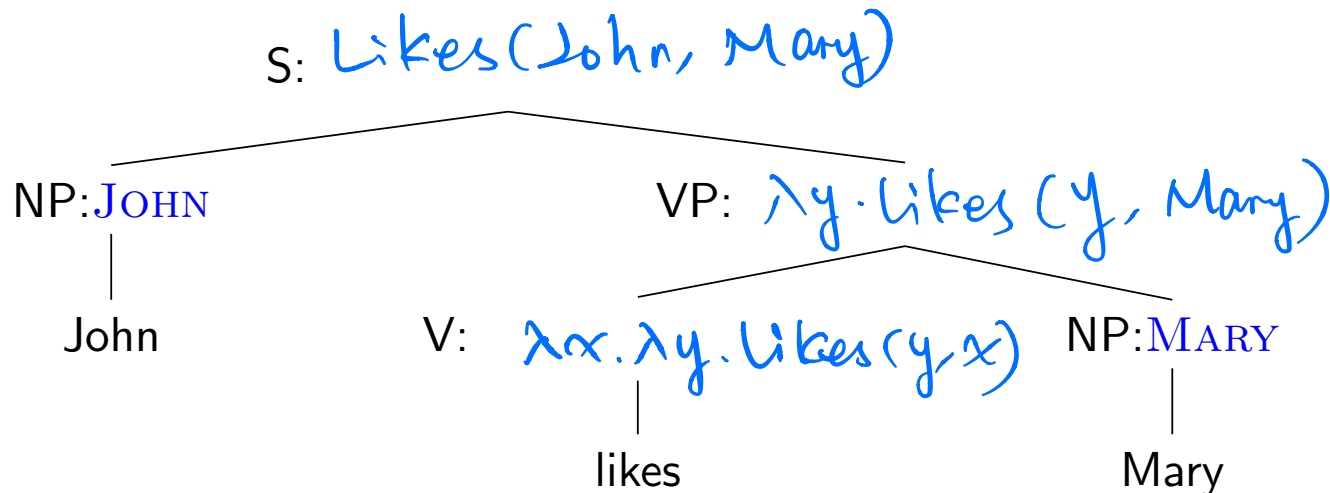 S: Likes(John, Mary)
NP:JOHN VP: λy.likes(y, Mary)
John V: λx.λy.likes(y,x) NP:MARY
likes Mary